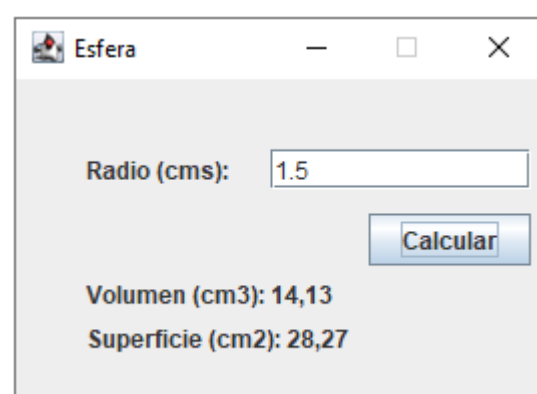 Esfera
Radio (cms): 1.5
Calcular
Volumen (cm3): 14,13
Superficie (cm2): 28,27